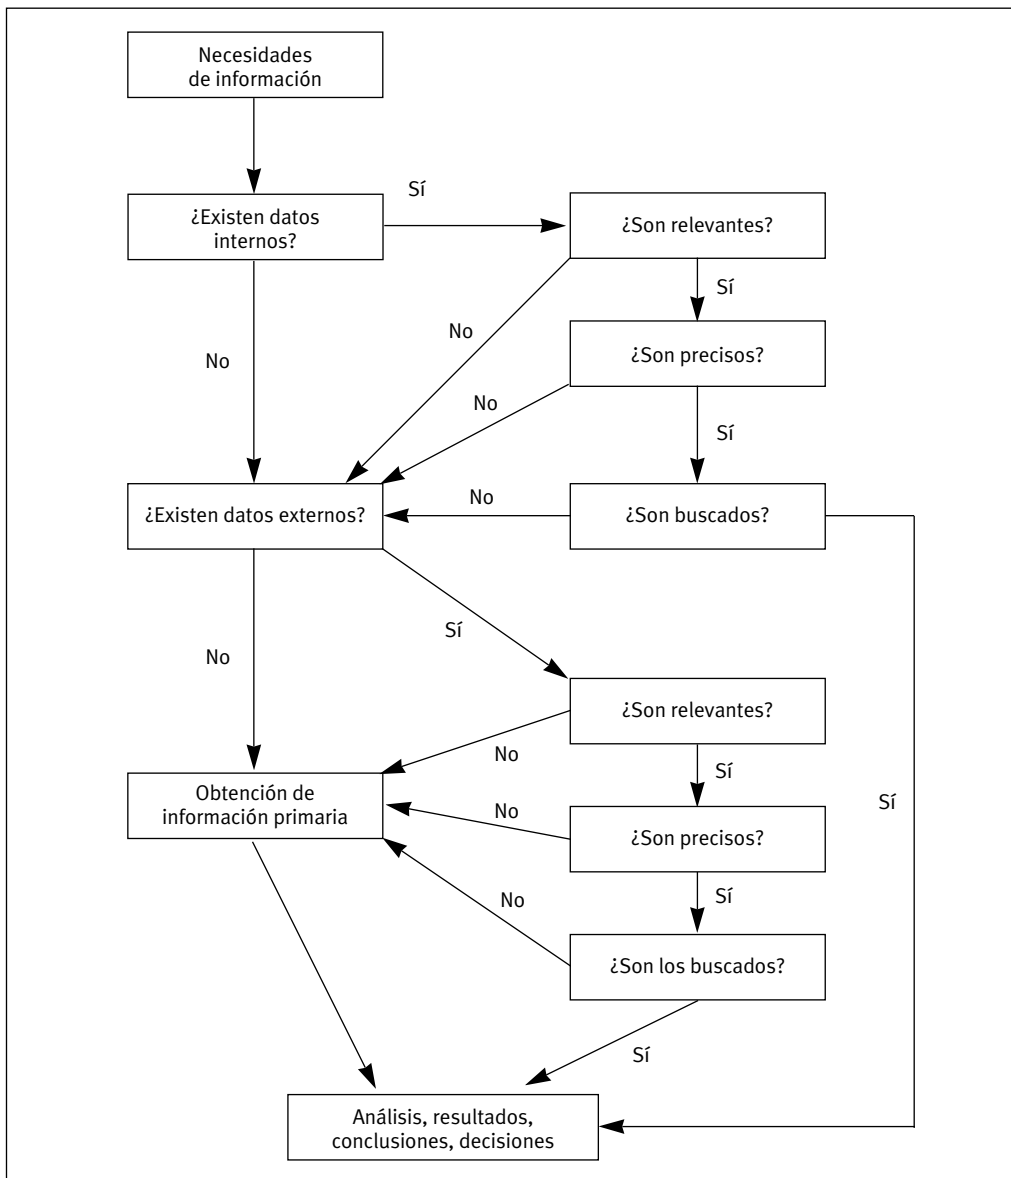 Necesidades
de información
Sí
¿Existen datos
internos?
¿Son relevantes?
Sí
No
No
¿Son precisos?
No
Sí
¿Existen datos externos?
No
¿Son buscados?
Sí
No
¿Son relevantes?
No
Sí
Obtención de
información primaria
No
Sí
¿Son precisos?
No
Sí
¿Son los buscados?
Sí
Análisis, resultados,
conclusiones, decisiones